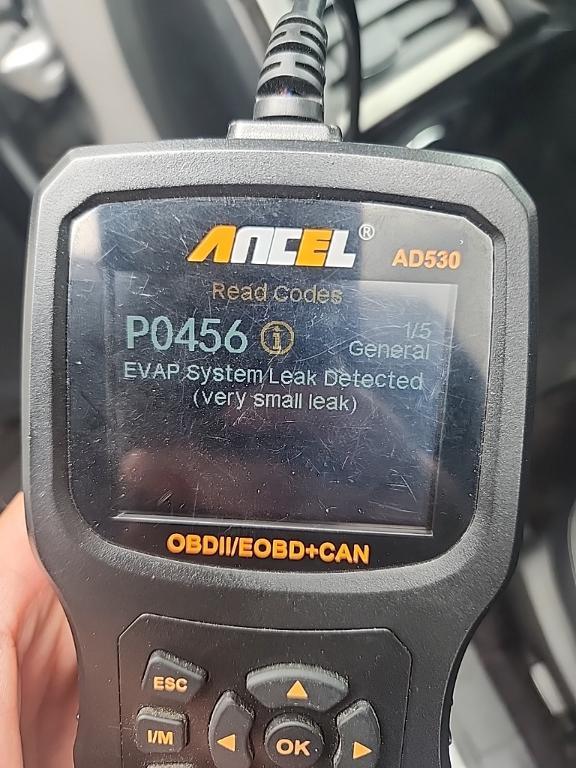 ANCEL®
AD530
Read Codes
P0456 i
1/5
General
EVAP System Leak Detected
(very small leak)
OBDII/EOBD+CAN
ESC
I/M
OK